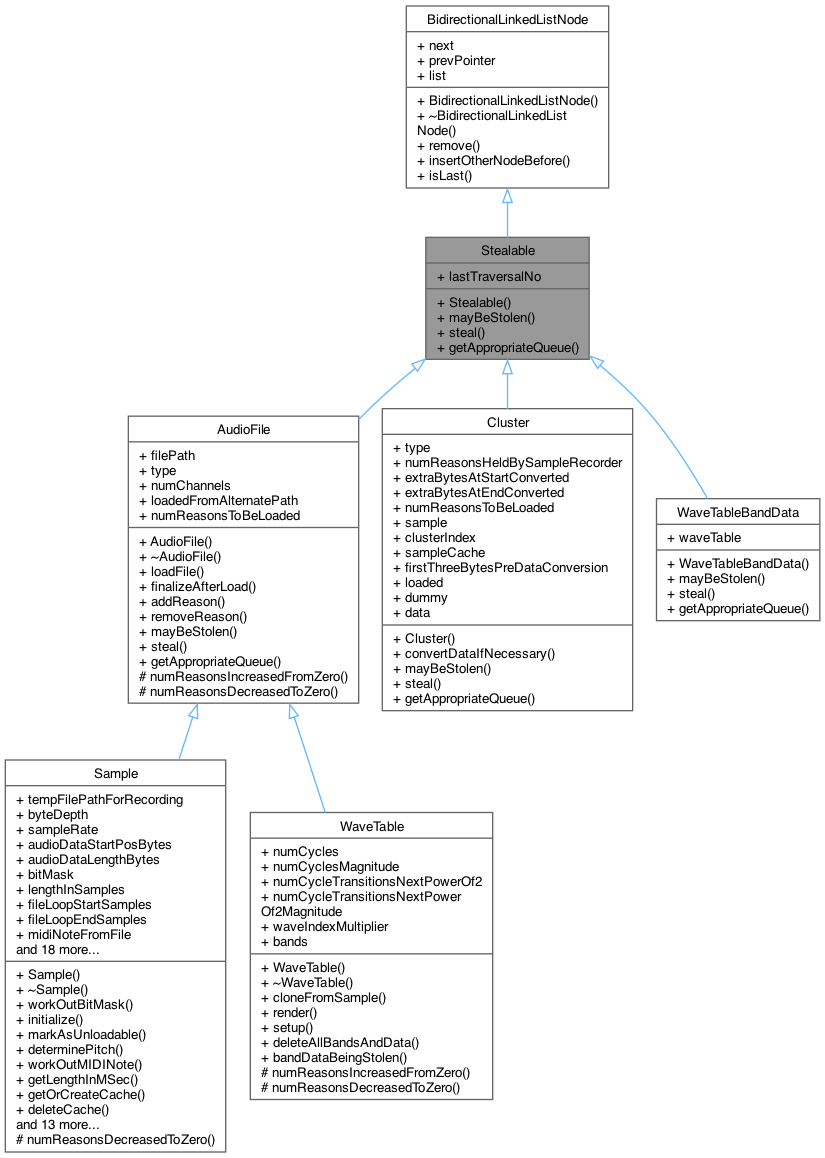 BidirectionalLinkedListNode
+ next
+ prevPointer
+ list
+ BidirectionalLinkedListNode()
+ ~BidirectionalLinkedList
Node()
+ remove()
+ insertOtherNodeBefore()
+ isLast()
Stealable
+ lastTraversalNo
+ Stealable()
+ mayBeStolen()
+ steal()
+ getAppropriateQueue()
AudioFile
+ filePath
+ type
+ numChannels
+ loadedFromAlternatePath
+ numReasonsToBeLoaded
+ AudioFile()
+ ~AudioFile()
+ loadFile()
+ finalizeAfterLoad()
+ addReason()
+ removeReason()
+ mayBeStolen()
+ steal()
+ getAppropriateQueue()
# numReasonsIncreasedFromZero()
# numReasonsDecreasedToZero()
Cluster
+ type
+ numReasonsHeldBySampleRecorder
+ extraBytesAtStartConverted
+ extraBytesAtEndConverted
+ numReasonsToBeLoaded
+ sample
+ clusterIndex
+ sampleCache
+ firstThreeBytesPreDataConversion
+ loaded
+ dummy
+ data
+ Cluster()
+ convertDataIfNecessary()
+ mayBeStolen()
+ steal()
+ getAppropriateQueue()
WaveTableBandData
+ waveTable
+ WaveTableBandData()
+ mayBeStolen()
+ steal()
+ getAppropriateQueue()
Sample
+ tempFilePathForRecording
+ byteDepth
+ sampleRate
+ audioDataStartPosBytes
+ audioDataLengthBytes
+ bitMask
+ lengthInSamples
+ fileLoopStartSamples
+ fileLoopEndSamples
+ midiNoteFromFile
and 18 more...
+ Sample()
+ ~Sample()
+ workOutBitMask()
+ initialize()
+ markAsUnloadable()
+ determinePitch()
+ workOutMIDINote()
+ getLengthInMSec()
+ getOrCreateCache()
+ deleteCache()
and 13 more...
# numReasonsDecreasedToZero()
WaveTable
+ numCycles
+ numCyclesMagnitude
+ numCycleTransitionsNextPowerOf2
+ numCycleTransitionsNextPower
Of2Magnitude
+ waveIndexMultiplier
+ bands
+ WaveTable()
+ ~WaveTable()
+ cloneFromSample()
+ render()
+ setup()
+ deleteAllBandsAndData()
+ bandDataBeingStolen()
# numReasonsIncreasedFromZero()
# numReasonsDecreasedToZero()